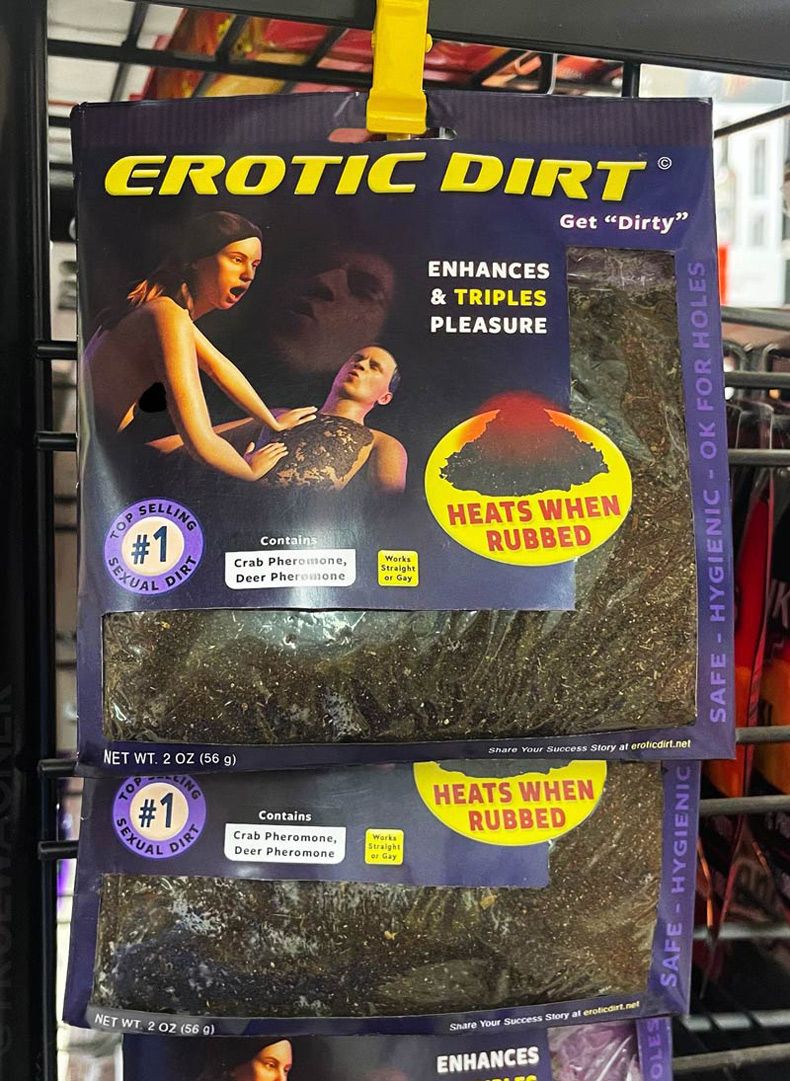 EROTIC DIRT ©
Get “Dirty”
ENHANCES
& TRIPLES
PLEASURE
HEATS WHEN
RUBBED
TOP SELLING
#1
SEXUAL DIRT
Contains
Crab Pheromone,
Deer Pheromone
Works
Straight
or Gay
SAFE - HYGIENIC - OK FOR HOLES
NET WT. 2 OZ (56 g)
Share Your Success Story at eroticdirt.net
HEATS WHEN
RUBBED
TOP SELLING
#1
SEXUAL DIRT
Contains
Crab Pheromone,
Deer Pheromone
Works
Straight
or Gay
SAFE - HYGIENIC
NET WT. 2 OZ (56 g)
Share Your Success Story at eroticdirt.net
ENHANCES